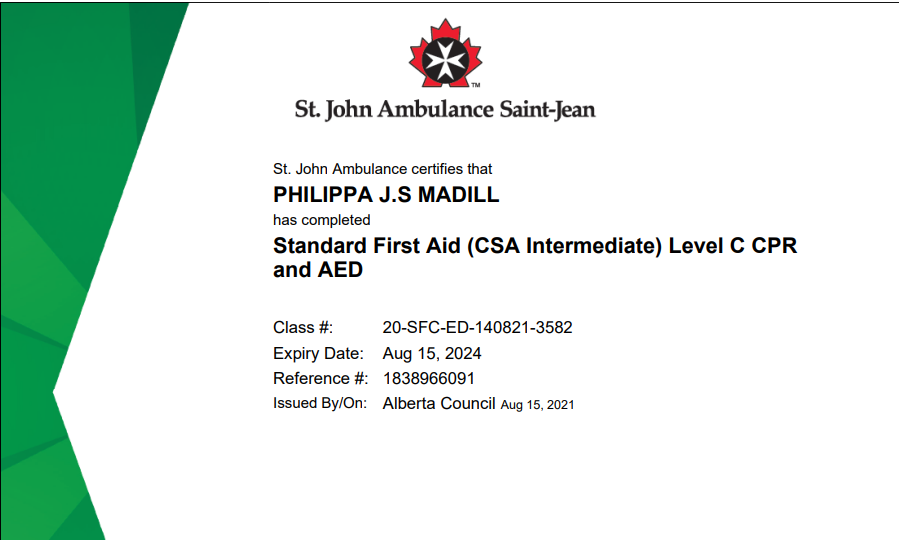 TM
St. John Ambulance Saint-Jean
St. John Ambulance certifies that
PHILIPPA J.S MADILL
has completed
Standard First Aid (CSA Intermediate) Level C CPR
and AED
Class #: 20-SFC-ED-140821-3582
Expiry Date: Aug 15, 2024
Reference #: 1838966091
Issued By/On: Alberta Council Aug 15, 2021